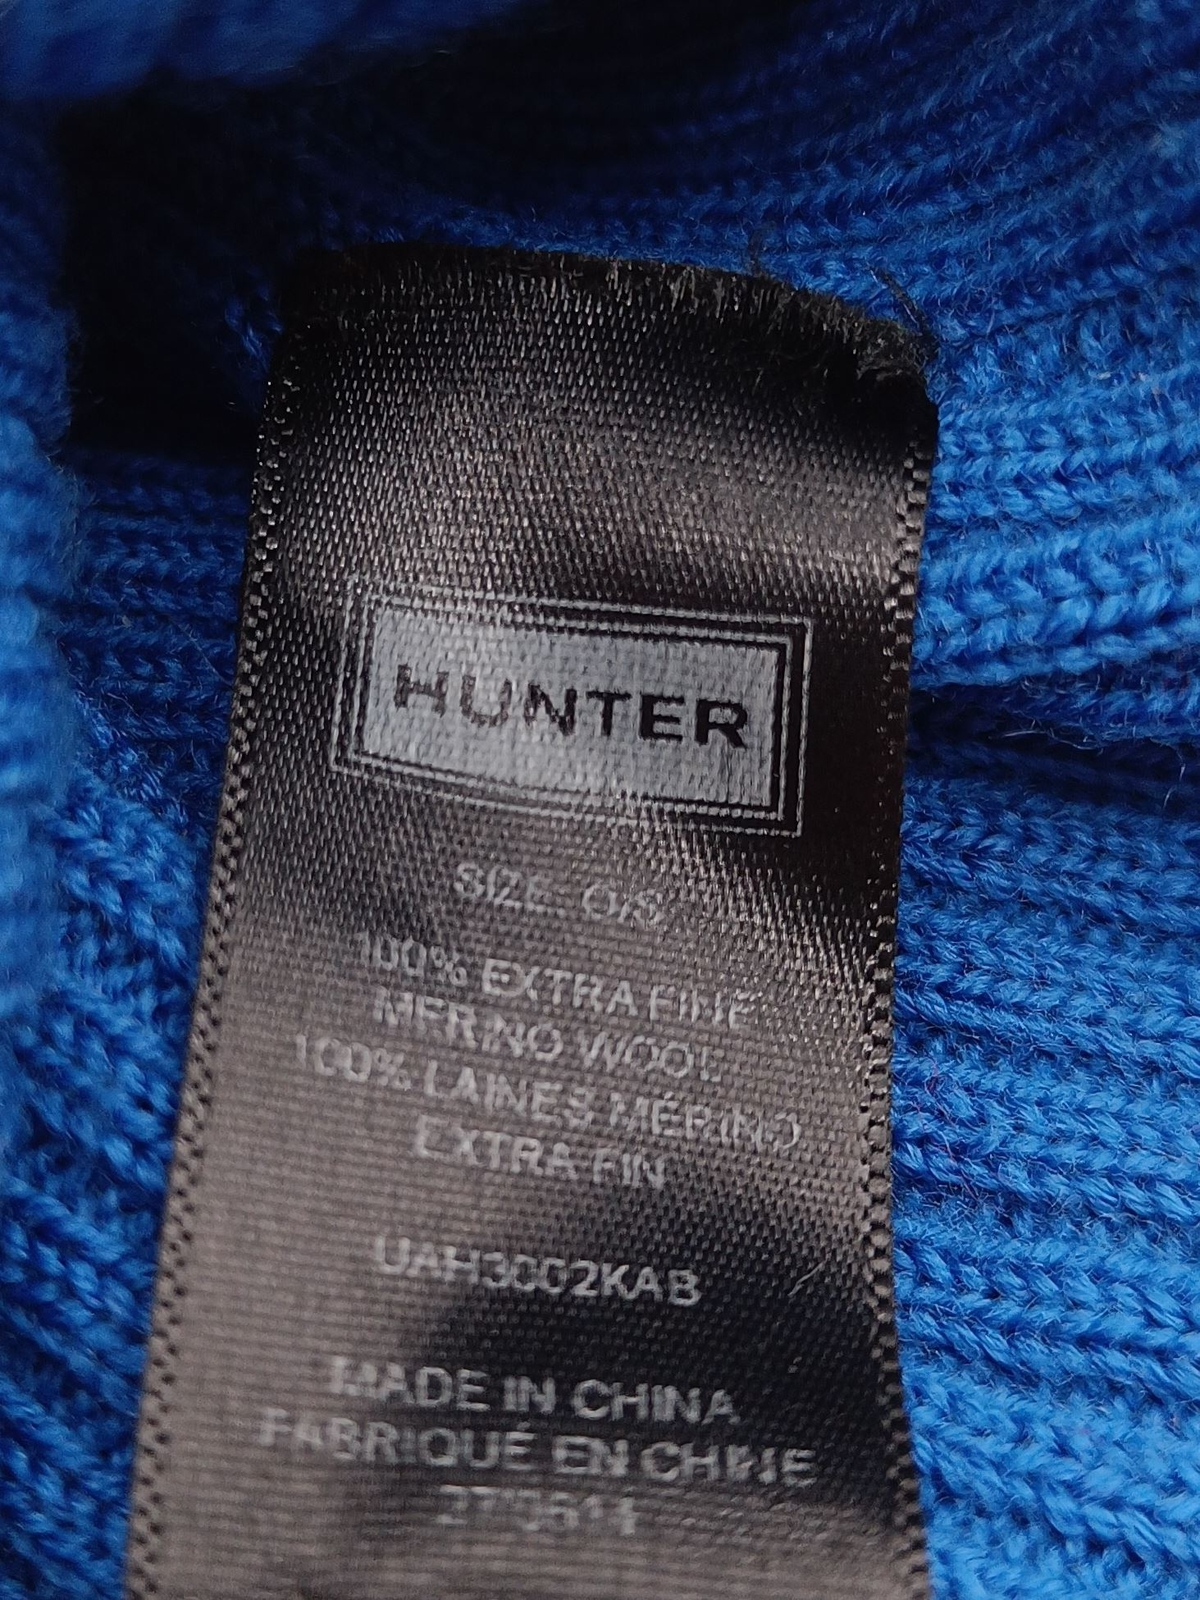 HUNTER
SIZE O/S
100% EXTRA FINE
MERINO WOOL
100% LAINES MÉRINO
EXTRA FIN
UAH3002KAB
MADE IN CHINA
FABRIQUÉ EN CHINE